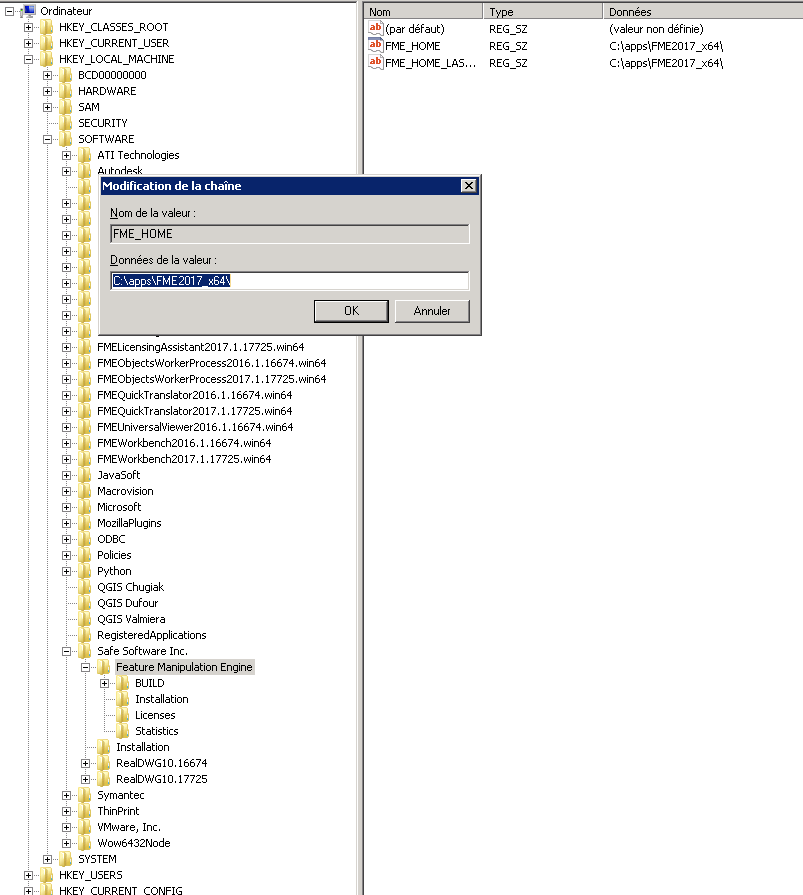 Ordinateur
HKEY_CLASSES_ROOT
HKEY_CURRENT_USER
HKEY_LOCAL_MACHINE
BCD00000000
HARDWARE
SAM
SECURITY
SOFTWARE
ATI Technologies
Autodesk
Modification de la chaîne
Nom de la valeur :
FME_HOME
Données de la valeur :
C:\apps\FME2017_x64\
OK Annuler
FMELicensingAssistant2017.1.17725.win64
FMEObjectsWorkerProcess2016.1.16674.win64
FMEObjectsWorkerProcess2017.1.17725.win64
FMEQuickTranslator2016.1.16674.win64
FMEQuickTranslator2017.1.17725.win64
FMEUniversalViewer2016.1.16674.win64
FMEWorkbench2016.1.16674.win64
FMEWorkbench2017.1.17725.win64
JavaSoft
Macrovision
Microsoft
MozillaPlugins
ODBC
Policies
Python
QGIS Chugiak
QGIS Dufour
QGIS Valmiera
RegisteredApplications
Safe Software Inc.
Feature Manipulation Engine
BUILD
Installation
Licenses
Statistics
Installation
RealDWG10.16674
RealDWG10.17725
Symantec
ThinPrint
VMware, Inc.
Wow6432Node
SYSTEM
HKEY_USERS
HKEY_CURRENT_CONFIG
Nom Type Données
(par défaut) REG_SZ (valeur non définie)
FME_HOME REG_SZ C:\apps\FME2017_x64\
FME_HOME_LAS... REG_SZ C:\apps\FME2017_x64\